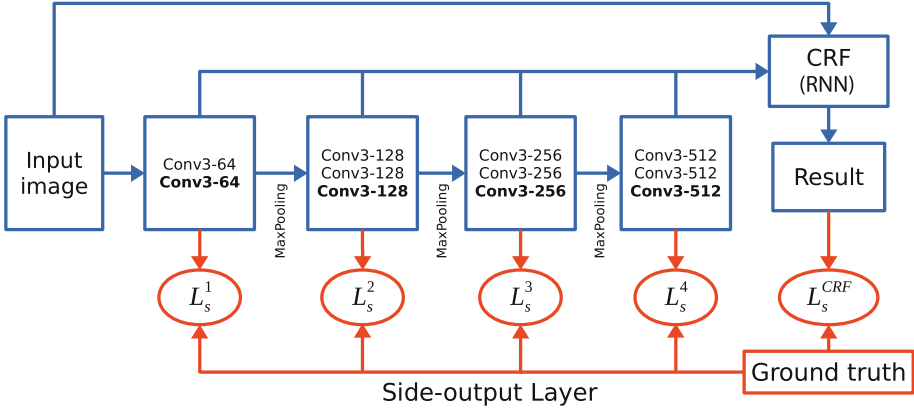 CRF
(RNN)
Input
image
Conv3-64
Conv3-64
MaxPooling
Conv3-128
Conv3-128
Conv3-128
MaxPooling
Conv3-256
Conv3-256
Conv3-256
MaxPooling
Conv3-512
Conv3-512
Conv3-512
Result
L_s^1
L_s^2
L_s^3
L_s^4
L_s^{CRF}
Ground truth
Side-output Layer